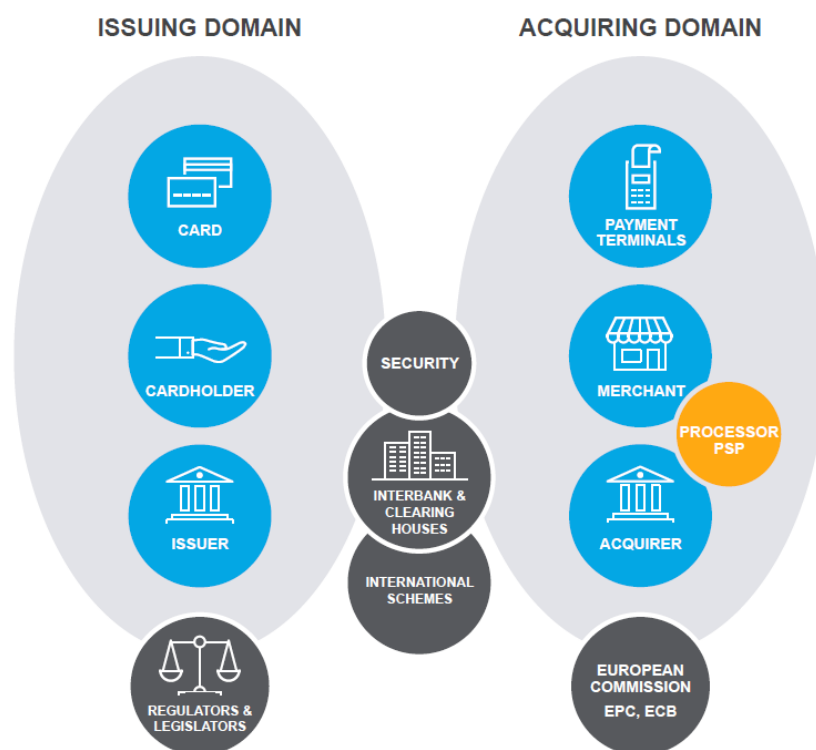 ISSUING DOMAIN
ACQUIRING DOMAIN
CARD
PAYMENT
TERMINALS
CARDHOLDER
SECURITY
MERCHANT
PROCESSOR
PSP
INTERBANK &
CLEARING
HOUSES
ISSUER
ACQUIRER
INTERNATIONAL
SCHEMES
REGULATORS &
LEGISLATORS
EUROPEAN
COMMISSION
EPC, ECB